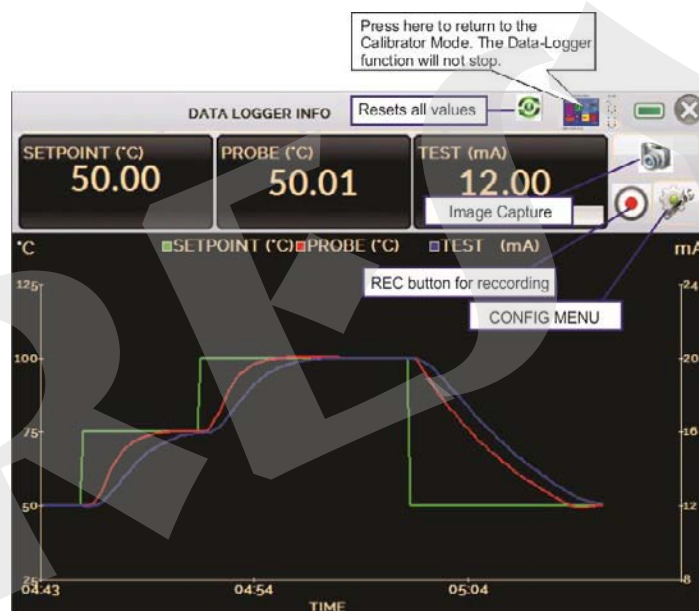 Press here to return to the
Calibrator Mode. The Data-Logger
function will not stop.
DATA LOGGER INFO
Resets all values
SETPOINT (°C)
50.00
PROBE (°C)
50.01
TEST (mA)
12.00
Image Capture
°C
SETPOINT (°C) PROBE (°C) TEST (mA)
mA
REC button for reccording
CONFIG MENU
125
100
75
50
25
24
20
16
12
8
04:43
04:54
05:04
TIME